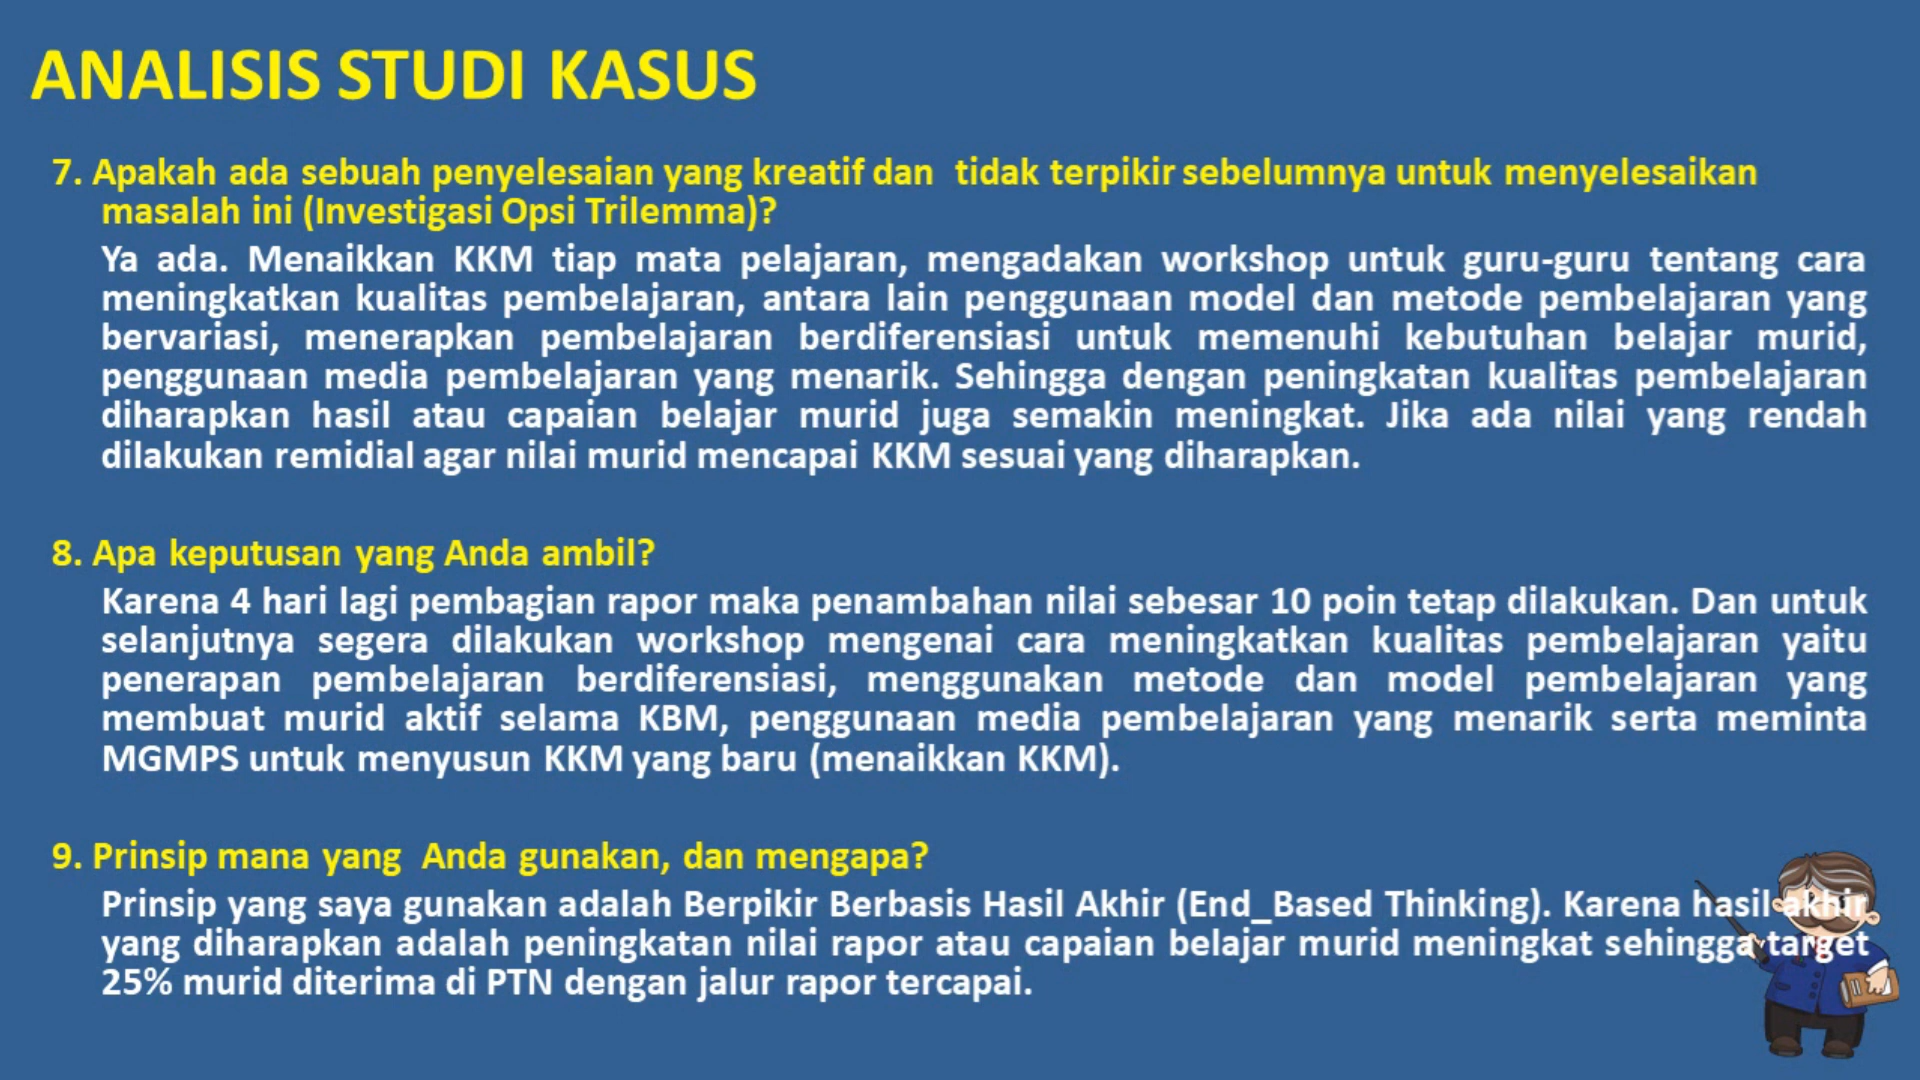 ANALISIS STUDI KASUS
7. Apakah ada sebuah penyelesaian yang kreatif dan tidak terpikir sebelumnya untuk menyelesaikan
masalah ini (Investigasi Opsi Trilemma)?
Ya ada. Menaikkan KKM tiap mata pelajaran, mengadakan workshop untuk guru-guru tentang cara
meningkatkan kualitas pembelajaran, antara lain penggunaan model dan metode pembelajaran yang
bervariasi, menerapkan pembelajaran berdiferensiasi untuk memenuhi kebutuhan belajar murid,
penggunaan media pembelajaran yang menarik. Sehingga dengan peningkatan kualitas pembelajaran
diharapkan hasil atau capaian belajar murid juga semakin meningkat. Jika ada nilai yang rendah
dilakukan remidial agar nilai murid mencapai KKM sesuai yang diharapkan.
8. Apa keputusan yang Anda ambil?
Karena 4 hari lagi pembagian rapor maka penambahan nilai sebesar 10 poin tetap dilakukan. Dan untuk
selanjutnya segera dilakukan workshop mengenai cara meningkatkan kualitas pembelajaran yaitu
penerapan pembelajaran berdiferensiasi, menggunakan metode dan model pembelajaran yang
membuat murid aktif selama KBM, penggunaan media pembelajaran yang menarik serta meminta
MGMPS untuk menyusun KKM yang baru (menaikkan KKM).
9. Prinsip mana yang Anda gunakan, dan mengapa?
Prinsip yang saya gunakan adalah Berpikir Berbasis Hasil Akhir (End_Based Thinking). Karena hasil akhir
yang diharapkan adalah peningkatan nilai rapor atau capaian belajar murid meningkat sehingga target
25% murid diterima di PTN dengan jalur rapor tercapai.